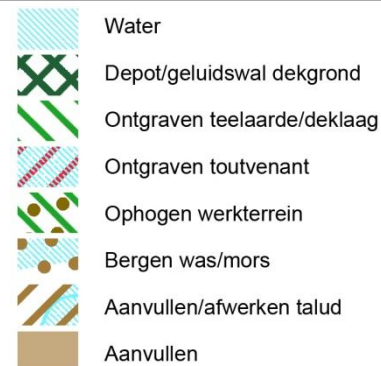 Water
Depot/geluidswal dekgrond
Ontgraven teelaarde/deklaag
Ontgraven toutvenant
Ophogen werkterrein
Bergen was/mors
Aanvullen/afwerken talud
Aanvullen